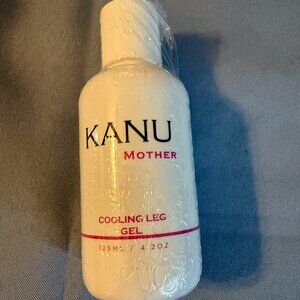 KANU
MOTHER
COOLING LEG
GEL
125ML / 4.2OZ